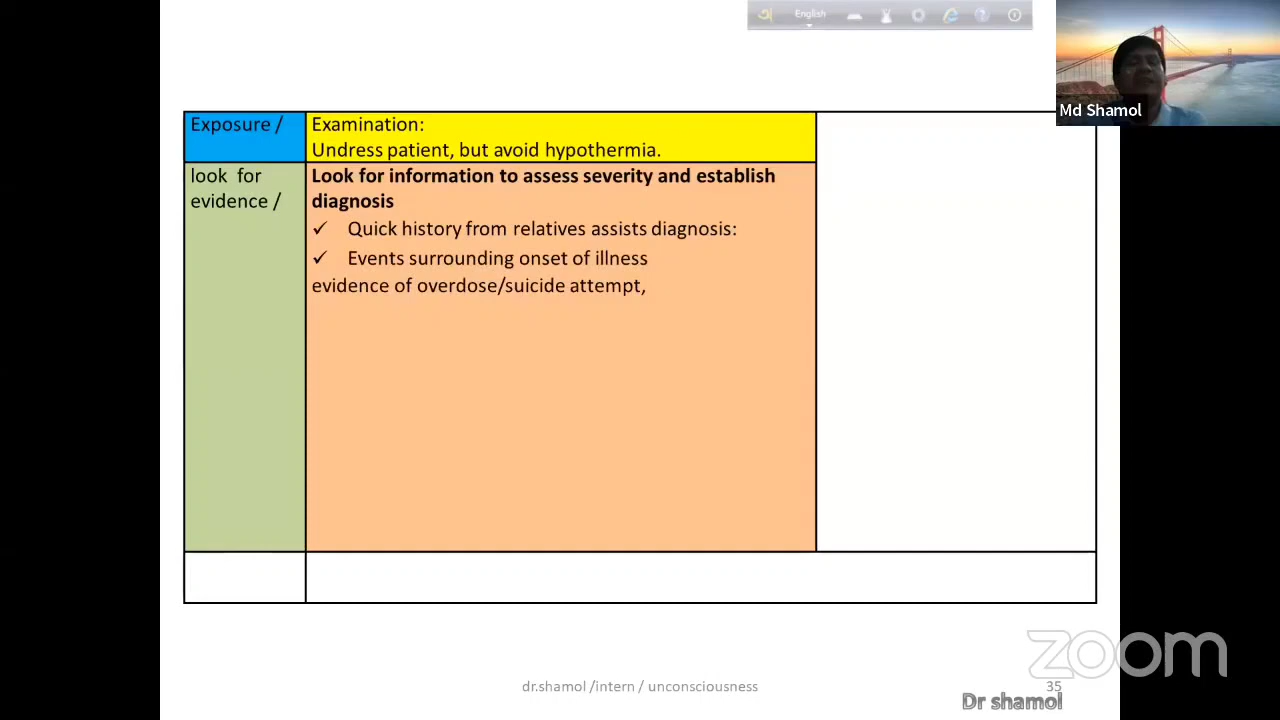 English
Md Shamol
Exposure /
Examination:
Undress patient, but avoid hypothermia.
look for
evidence /
Look for information to assess severity and establish
diagnosis
✓ Quick history from relatives assists diagnosis:
✓ Events surrounding onset of illness
evidence of overdose/suicide attempt,
zoom
dr.shamol /intern / unconsciousness
35
Dr shamol